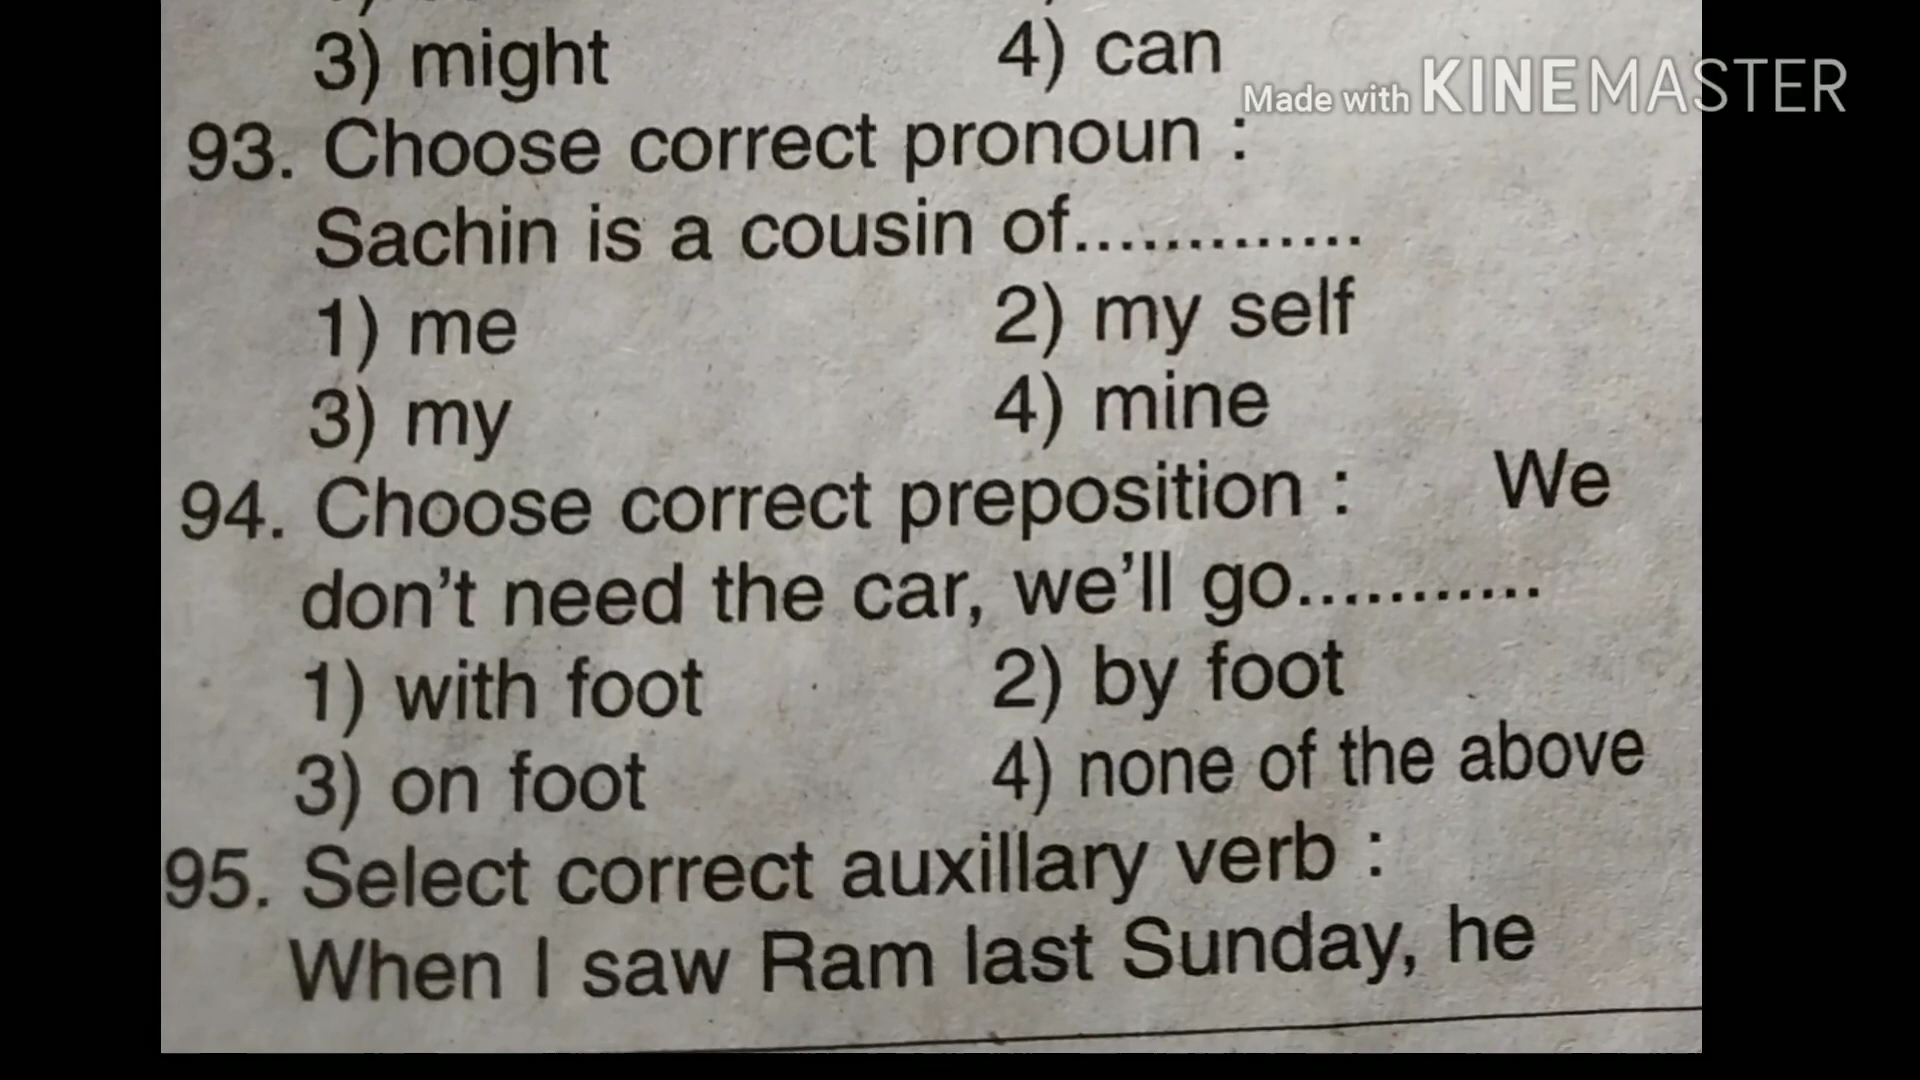 3) might 4) can
Made with KINEMASTER
93. Choose correct pronoun :
Sachin is a cousin of.............
1) me 2) my self
3) my 4) mine
94. Choose correct preposition : We
don't need the car, we'll go...........
1) with foot 2) by foot
3) on foot 4) none of the above
95. Select correct auxillary verb :
When I saw Ram last Sunday, he